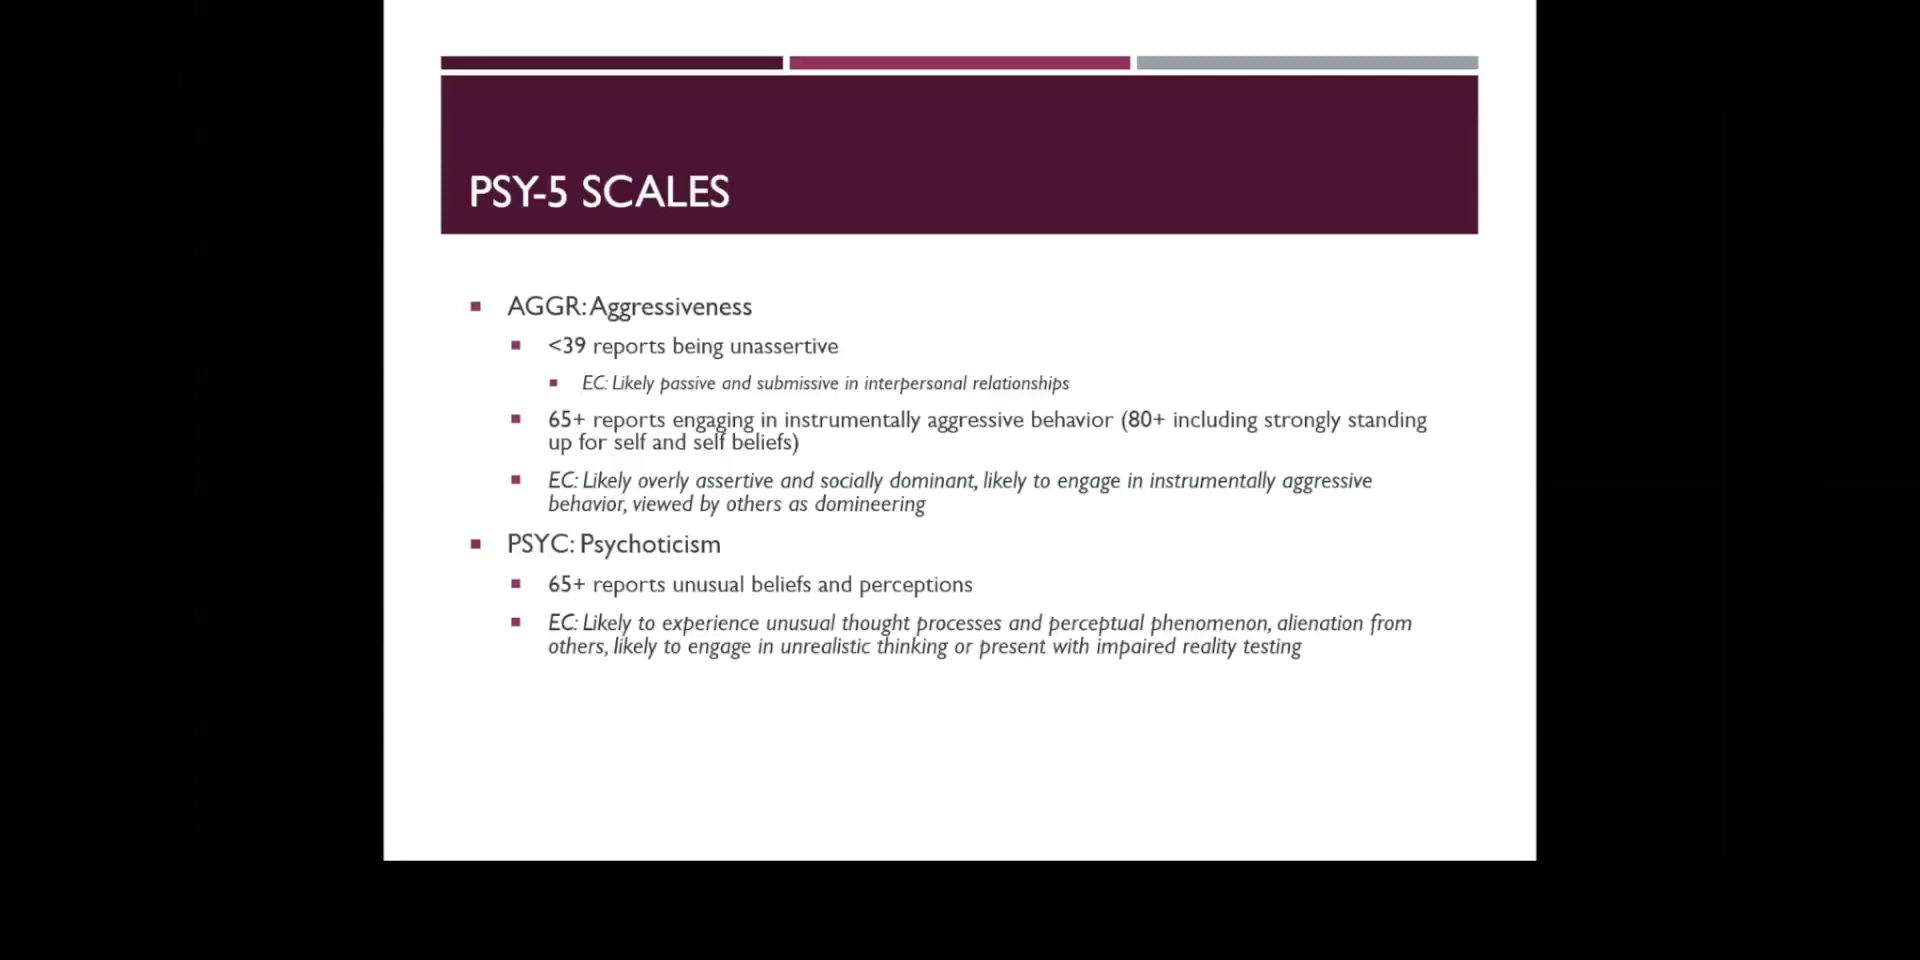 PSY-5 SCALES
AGGR: Aggressiveness
<39 reports being unassertive
EC: Likely passive and submissive in interpersonal relationships
65+ reports engaging in instrumentally aggressive behavior (80+ including strongly standing
up for self and self beliefs)
EC: Likely overly assertive and socially dominant, likely to engage in instrumentally aggressive
behavior, viewed by others as domineering
PSYC: Psychoticism
65+ reports unusual beliefs and perceptions
EC: Likely to experience unusual thought processes and perceptual phenomenon, alienation from
others, likely to engage in unrealistic thinking or present with impaired reality testing